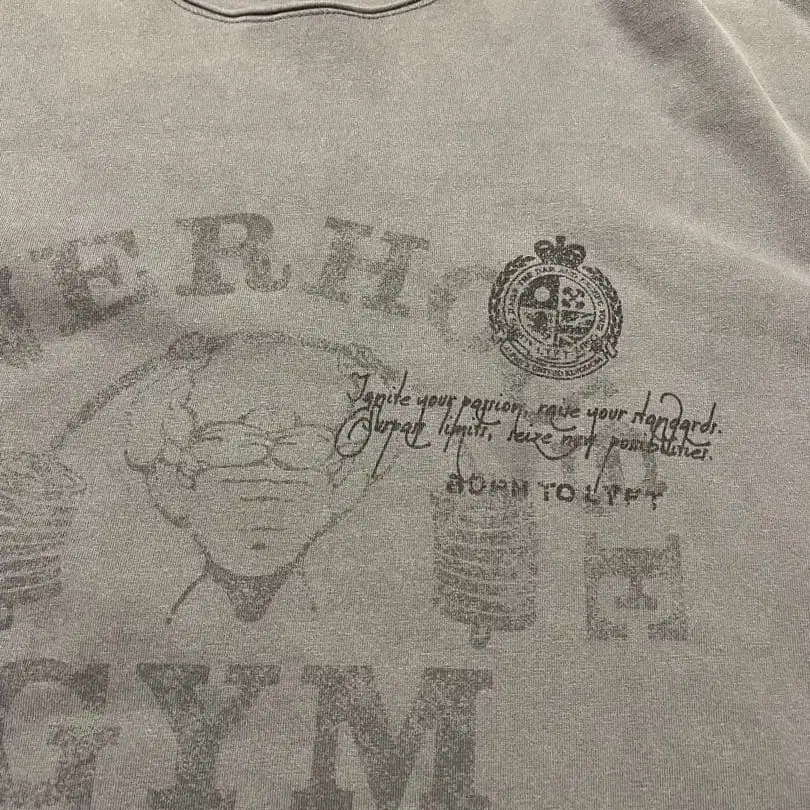 ERHO
Ignite your passion, raise your standards.
Surpass limits, seize new possibilities.
BORN TO LYFT
GYM